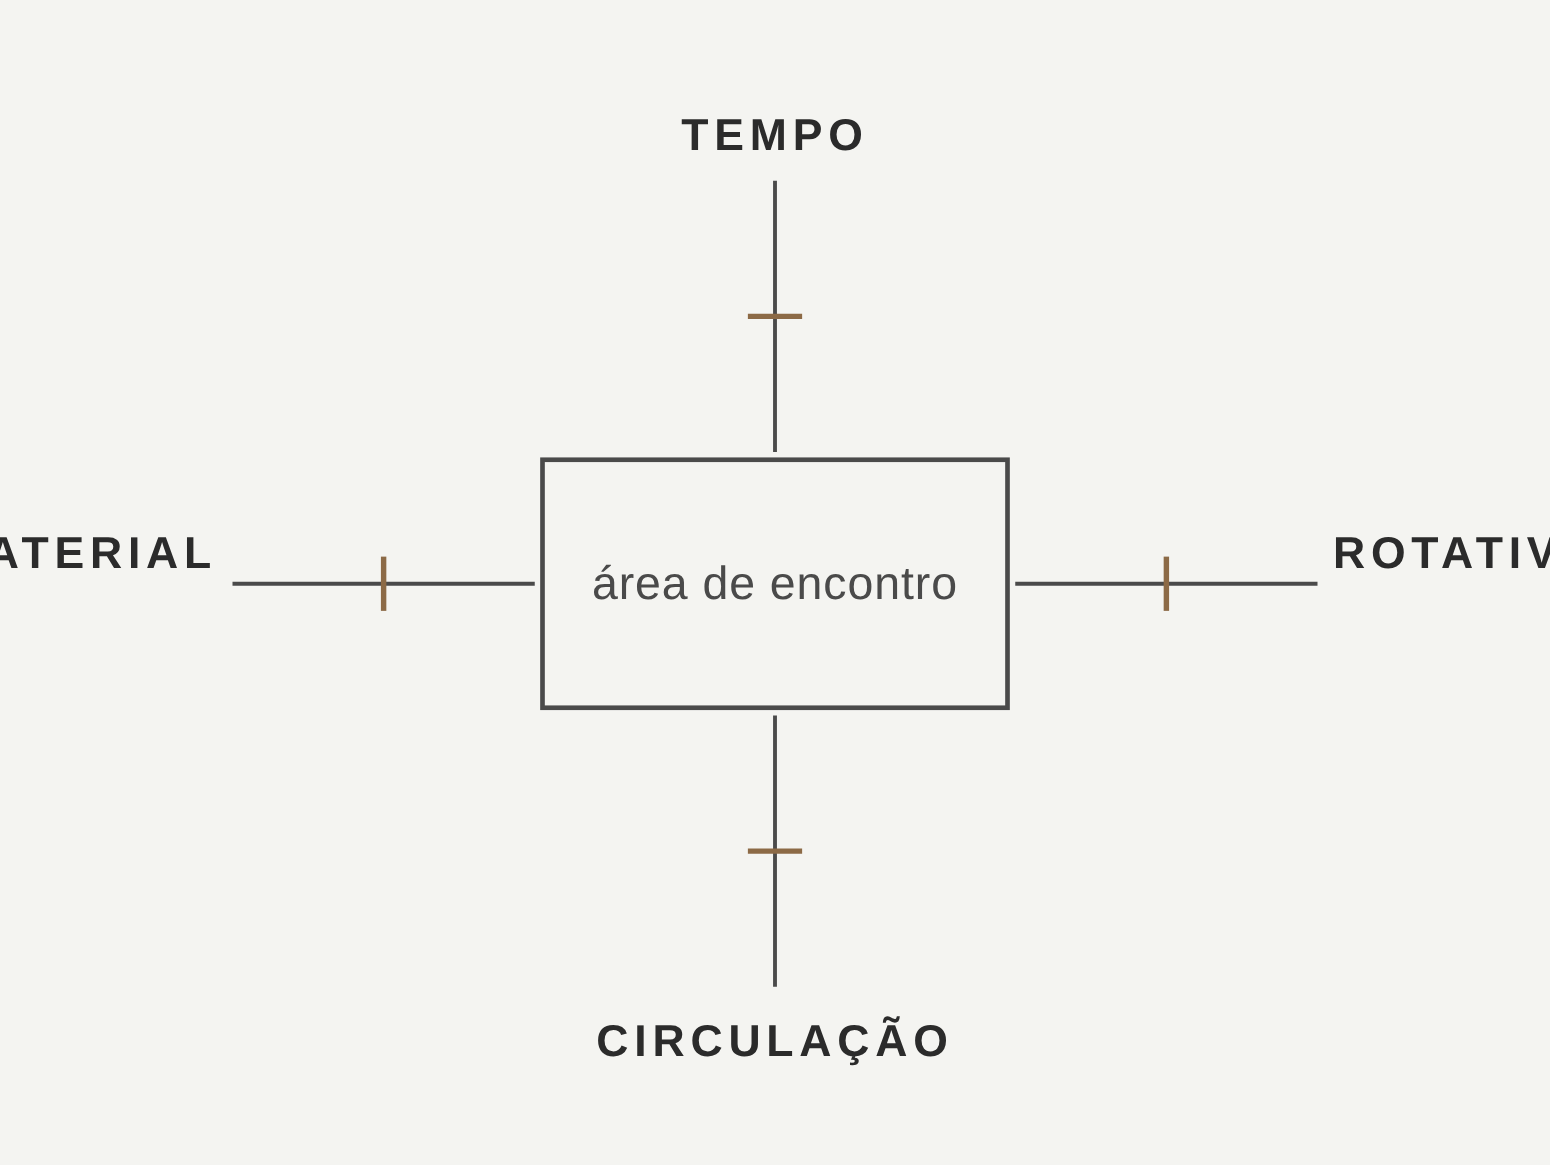 TEMPO
ATERIAL
área de encontro
ROTATIV
CIRCULAÇÃO